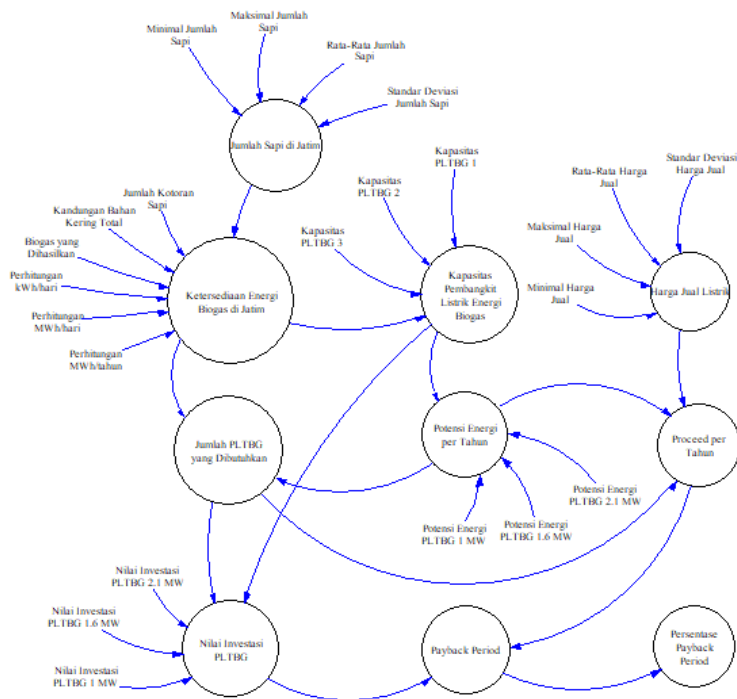 Minimal Jumlah
Sapi
Maksimal Jumlah
Sapi
Rata-Rata Jumlah
Sapi
Standar Deviasi
Jumlah Sapi
Jumlah Sapi di Jatim
Jumlah Kotoran
Sapi
Kandungan Bahan
Kering Total
Biogas yang
Dihasilkan
Perhitungan
kWh/hari
Perhitungan
MWh/hari
Perhitungan
MWh/tahun
Ketersediaan Energi
Biogas di Jatim
Kapasitas
PLTBG 3
Kapasitas
PLTBG 2
Kapasitas
PLTBG 1
Kapasitas
Pembangkit
Listrik Energi
Biogas
Rata-Rata Harga
Jual
Standar Deviasi
Harga Jual
Maksimal Harga
Jual
Minimal Harga
Jual
Harga Jual Listrik
Jumlah PLTBG
yang Dibutuhkan
Potensi Energi
per Tahun
Proceed per
Tahun
Potensi Energi
PLTBG 1 MW
Potensi Energi
PLTBG 1.6 MW
Potensi Energi
PLTBG 2.1 MW
Nilai Investasi
PLTBG 2.1 MW
Nilai Investasi
PLTBG 1.6 MW
Nilai Investasi
PLTBG 1 MW
Nilai Investasi
PLTBG
Payback Period
Persentase
Payback
Period